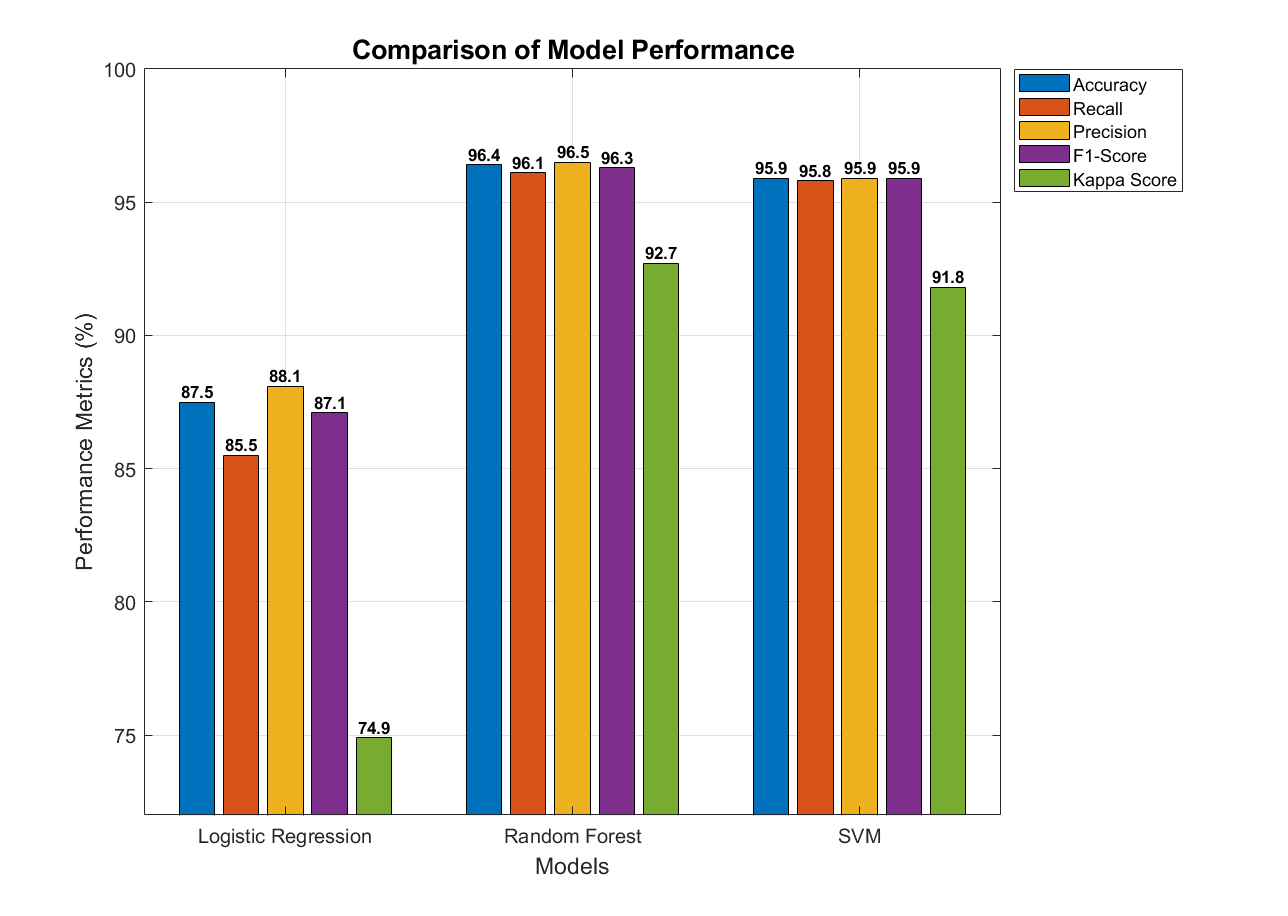 Comparison of Model Performance
100
95
90
85
80
75
Performance Metrics (%)
87.5
85.5
88.1
87.1
74.9
96.4
96.1
96.5
96.3
92.7
95.9
95.8
95.9
95.9
91.8
Logistic Regression
Random Forest
SVM
Models
Accuracy
Recall
Precision
F1-Score
Kappa Score